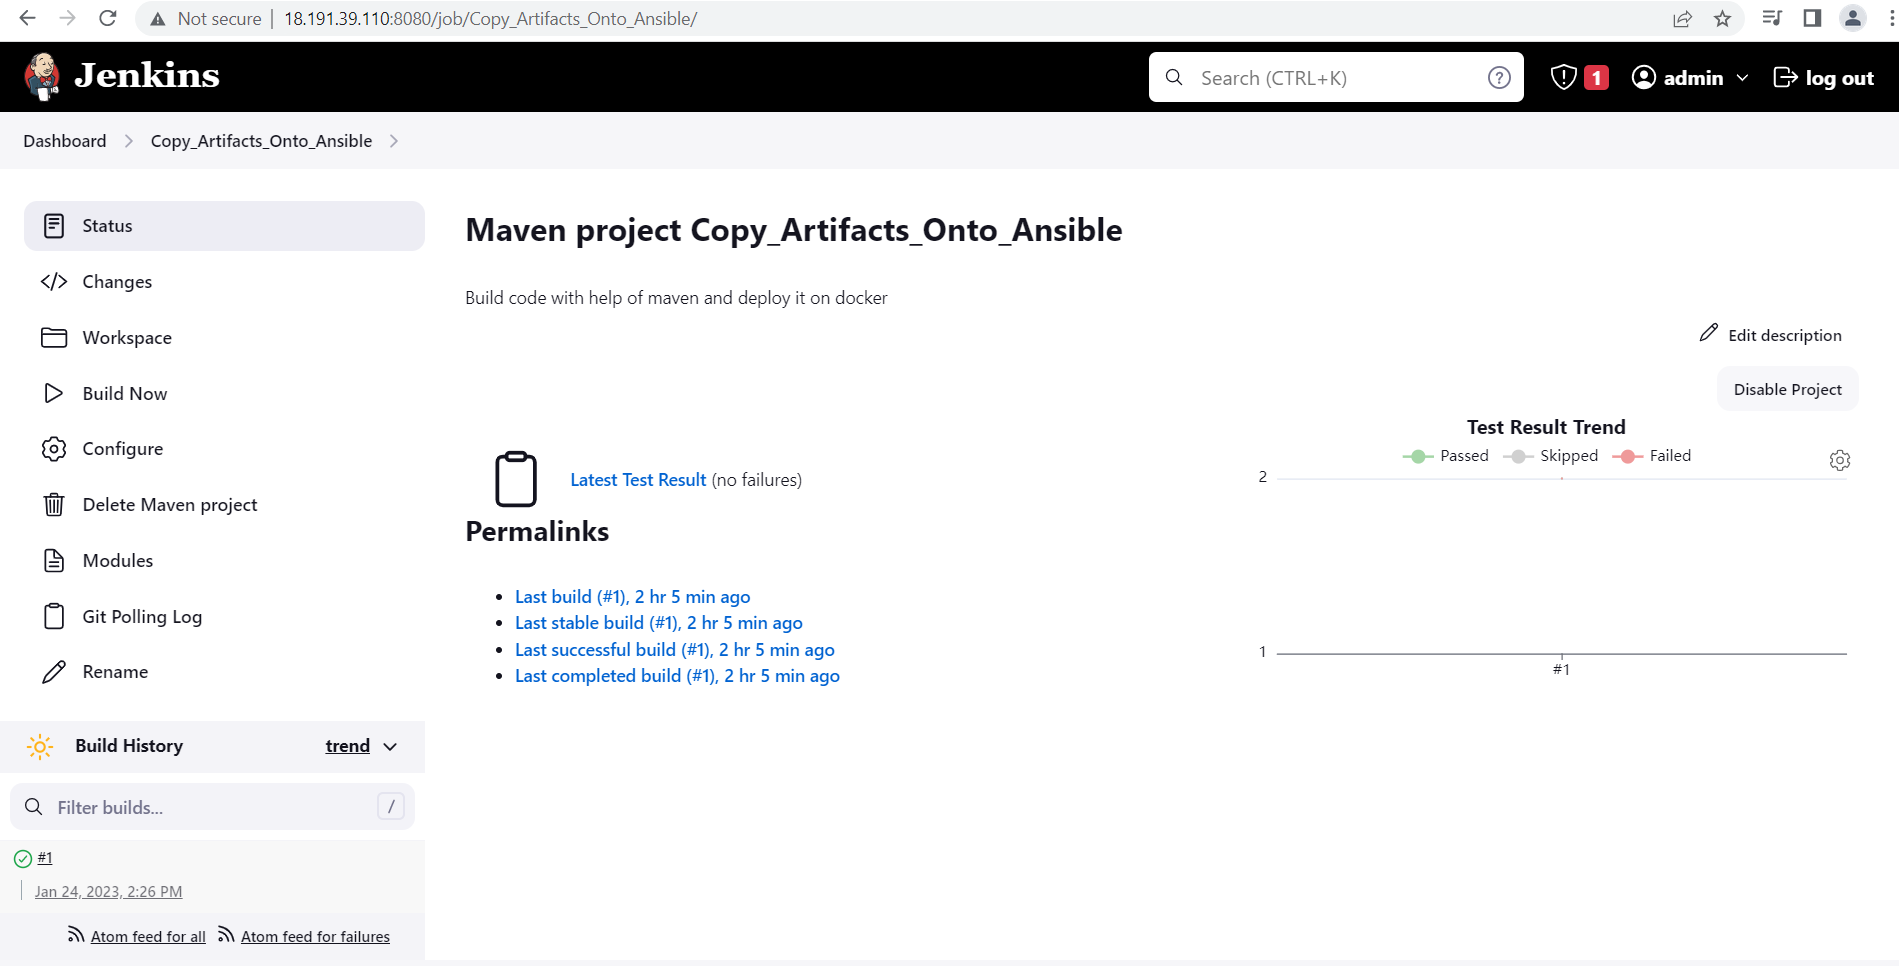 Not secure | 18.191.39.110:8080/job/Copy_Artifacts_Onto_Ansible/
Jenkins
Search (CTRL+K)
?
1
admin
log out
Dashboard
Copy_Artifacts_Onto_Ansible
Status
Changes
Workspace
Build Now
Configure
Delete Maven project
Modules
Git Polling Log
Rename
Build History
trend
Filter builds...
/
#1
Jan 24, 2023, 2:26 PM
Atom feed for all
Atom feed for failures
Maven project Copy_Artifacts_Onto_Ansible
Build code with help of maven and deploy it on docker
Edit description
Disable Project
Latest Test Result (no failures)
Permalinks
Last build (#1), 2 hr 5 min ago
Last stable build (#1), 2 hr 5 min ago
Last successful build (#1), 2 hr 5 min ago
Last completed build (#1), 2 hr 5 min ago
Test Result Trend
Passed Skipped Failed
2
1
#1